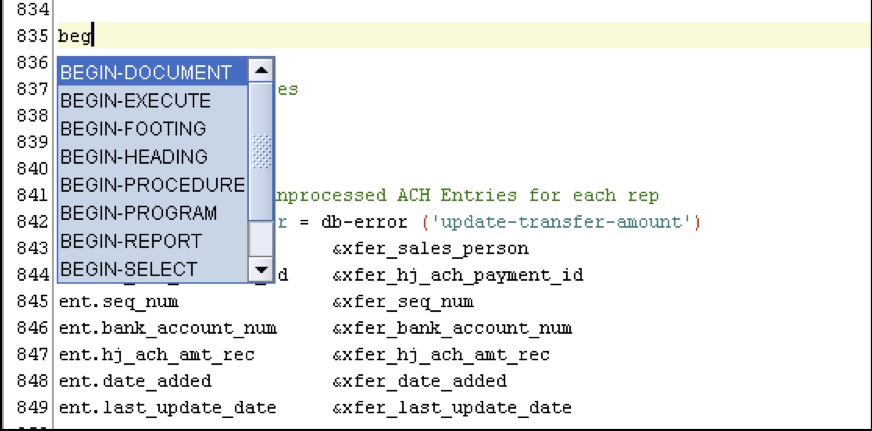 834
835 beg
836
BEGIN-DOCUMENT
BEGIN-EXECUTE
BEGIN-FOOTING
BEGIN-HEADING
BEGIN-PROCEDURE
BEGIN-PROGRAM
BEGIN-REPORT
BEGIN-SELECT
837 es
838
839
840
841 nprocessed ACH Entries for each rep
842 r = db-error ('update-transfer-amount')
843 &xfer_sales_person
844 d &xfer_hj_ach_payment_id
845 ent.seq_num &xfer_seq_num
846 ent.bank_account_num &xfer_bank_account_num
847 ent.hj_ach_amt_rec &xfer_hj_ach_amt_rec
848 ent.date_added &xfer_date_added
849 ent.last_update_date &xfer_last_update_date